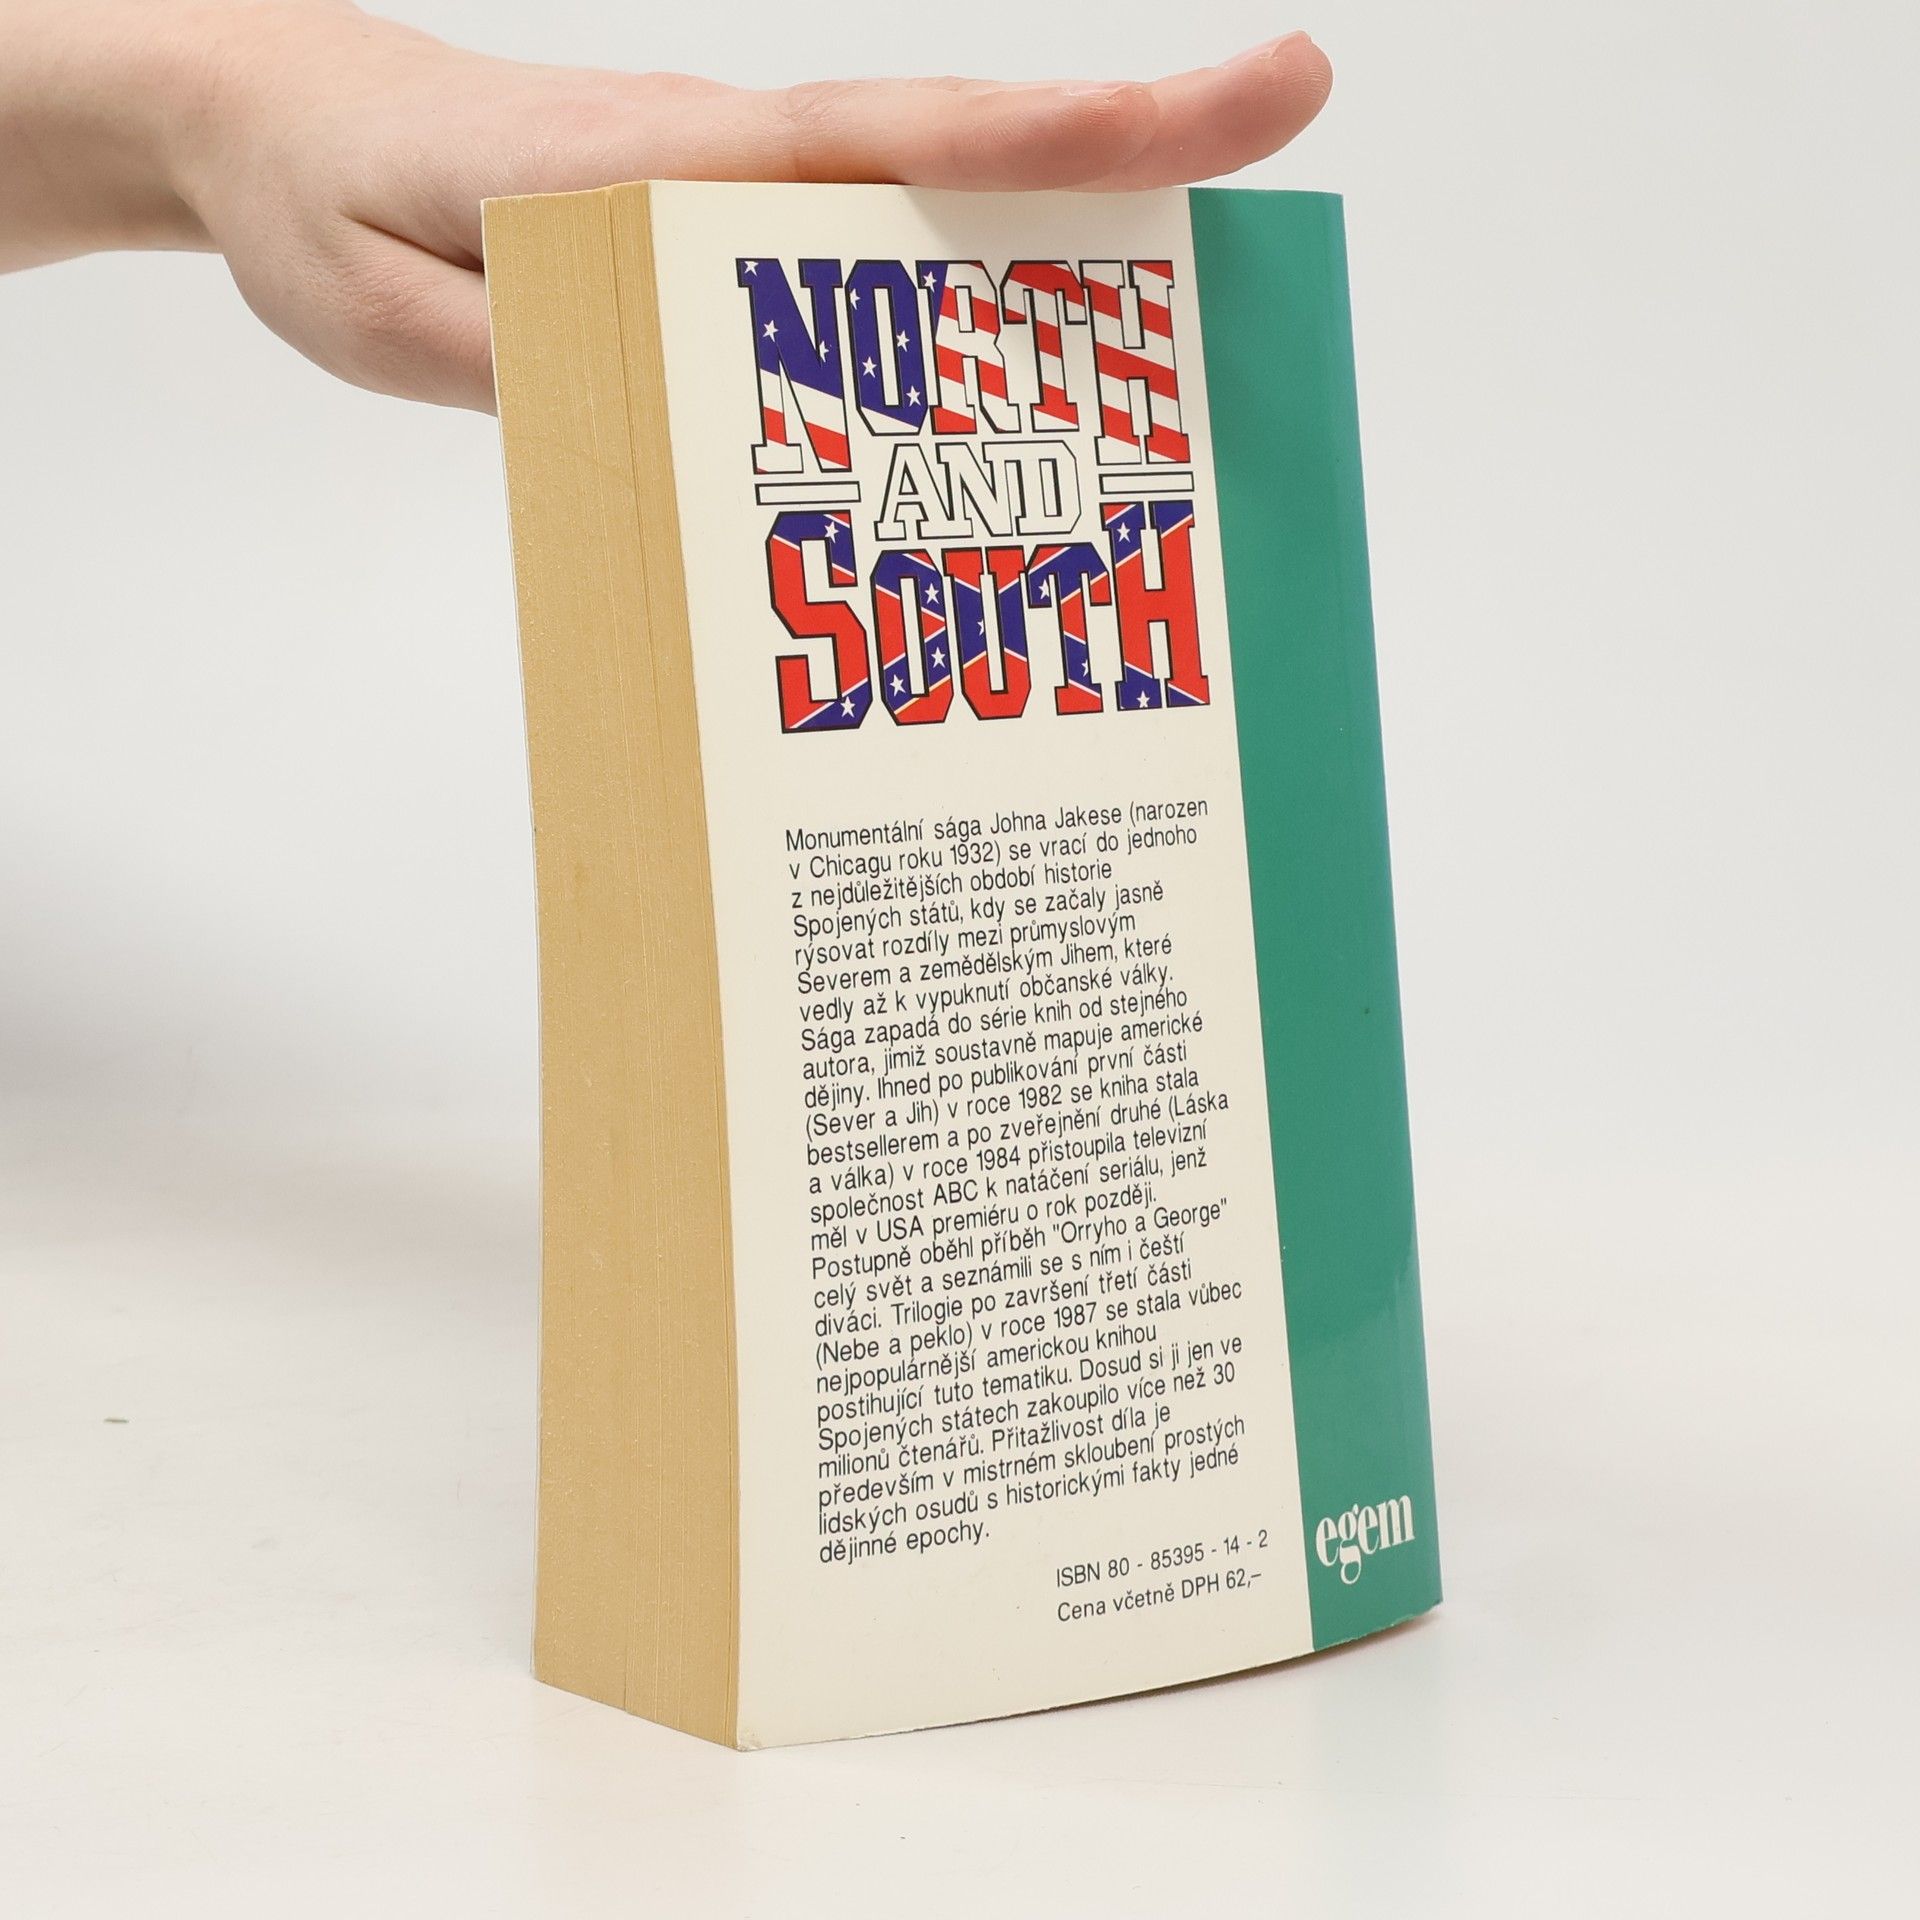 NORTH
AND
SOUTH
Monumentální sága Johna Jakese (narozen
v Chicagu roku 1932) se vrací do jednoho
z nejdůležitějších období historie
Spojených států, kdy se začaly jasně
rýsovat rozdíly mezi průmyslovým
Severem a zemědělským Jihem, které
vedly až k vypuknutí občanské války.
Sága zapadá do série knih od stejného
autora, jimiž soustavně mapuje americké
dějiny. Ihned po publikování první části
(Sever a Jih) v roce 1982 se kniha stala
bestsellerem a po zveřejnění druhé (Láska
a válka) v roce 1984 přistoupila televizní
společnost ABC k natáčení seriálu, jenž
měl v USA premiéru o rok později.
Postupně oběhl příběh "Orryho a George"
celý svět a seznámili se s ním i čeští
diváci. Trilogie po završení třetí části
(Nebe a peklo) v roce 1987 se stala vůbec
nejpopulárnější americkou knihou
postihující tuto tematiku. Dosud si ji jen ve
Spojených státech zakoupilo více než 30
milionů čtenářů. Přitažlivost díla je
především v mistrném skloubení prostých
lidských osudů s historickými fakty jedné
dějinné epochy.
ISBN 80 - 85395 - 14 - 2
Cena včetně DPH 62,–
egem